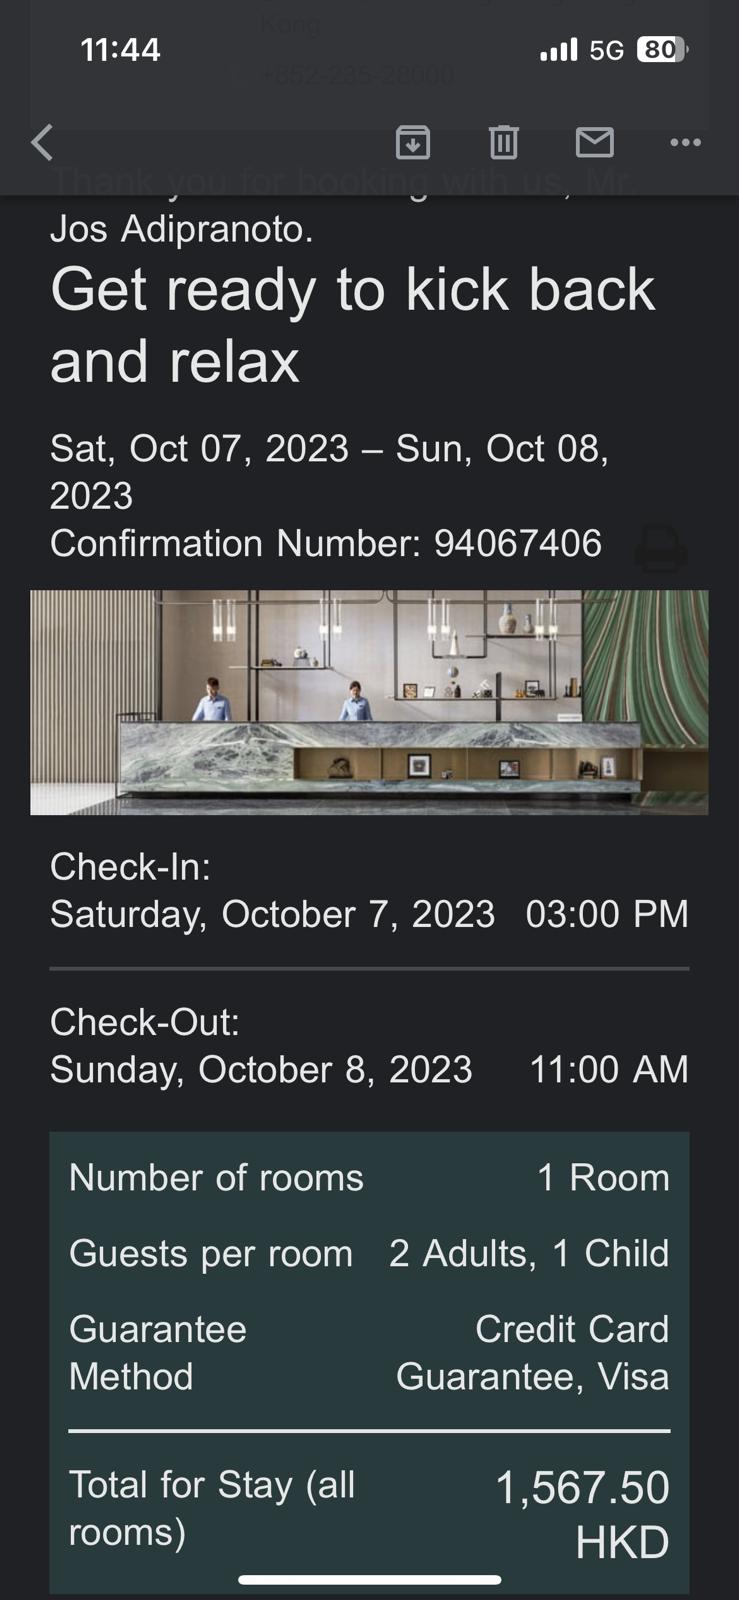 Kong
+852-235-28000
11:44
5G
80
Thank you for booking with us, Mr.
Jos Adipranoto.
Get ready to kick back
and relax
Sat, Oct 07, 2023 – Sun, Oct 08,
2023
Confirmation Number: 94067406
Check-In:
Saturday, October 7, 2023 03:00 PM
Check-Out:
Sunday, October 8, 2023 11:00 AM
Number of rooms 1 Room
Guests per room 2 Adults, 1 Child
Guarantee Credit Card
Method Guarantee, Visa
Total for Stay (all 1,567.50
rooms) HKD